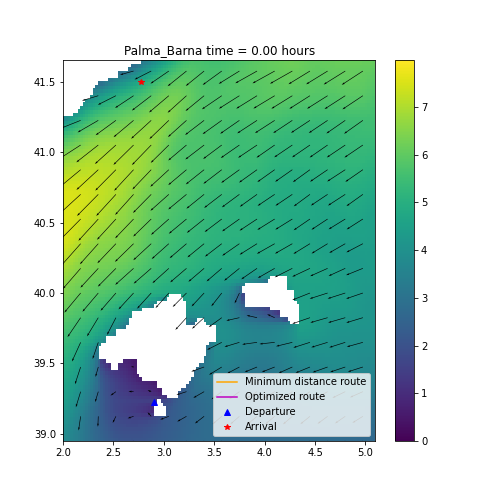 Palma_Barna time = 0.00 hours
41.5
41.0
40.5
40.0
39.5
39.0
2.0 2.5 3.0 3.5 4.0 4.5 5.0
7
6
5
4
3
2
1
0
Minimum distance route
Optimized route
Departure
Arrival